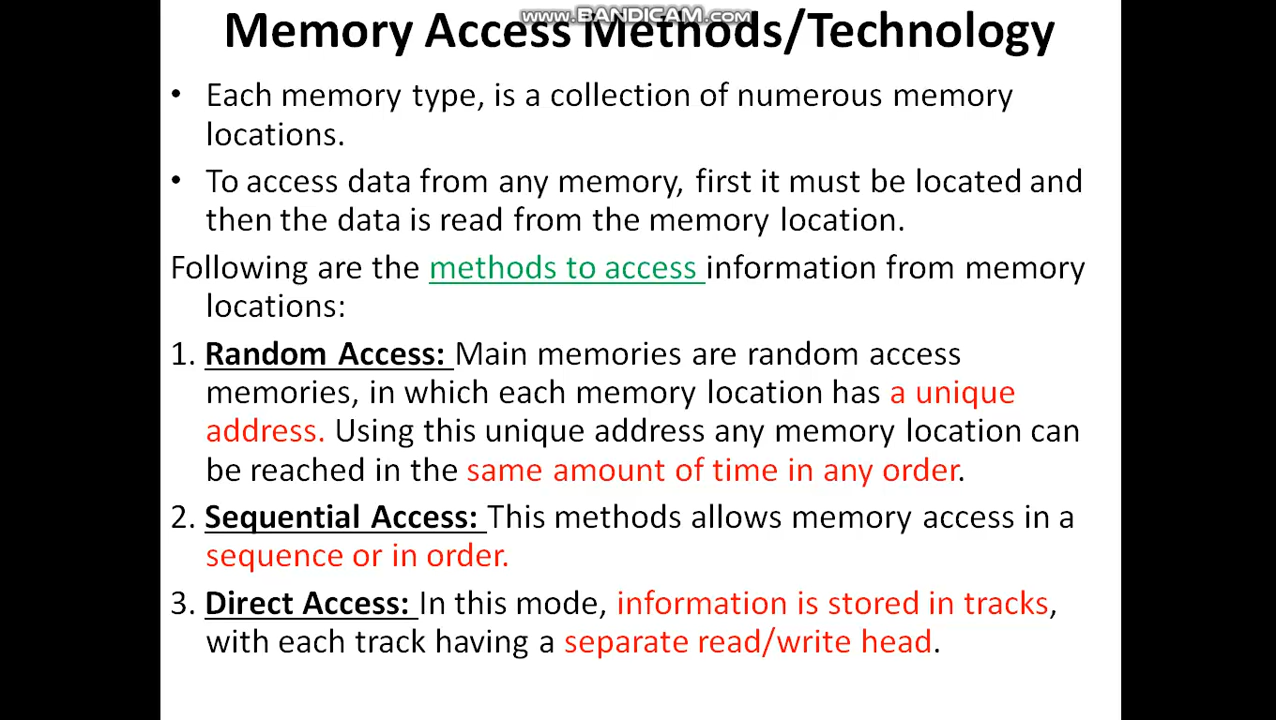 www.BANDICAM.com
Memory Access Methods/Technology
• Each memory type, is a collection of numerous memory
locations.
• To access data from any memory, first it must be located and
then the data is read from the memory location.
Following are the methods to access information from memory
locations:
1. Random Access: Main memories are random access
memories, in which each memory location has a unique
address. Using this unique address any memory location can
be reached in the same amount of time in any order.
2. Sequential Access: This methods allows memory access in a
sequence or in order.
3. Direct Access: In this mode, information is stored in tracks,
with each track having a separate read/write head.